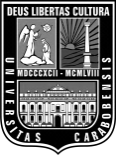 DEUS LIBERTAS CULTURA
MDCCCXCII - MCMLVIII
UNIVERSITAS CARABOBENSIS